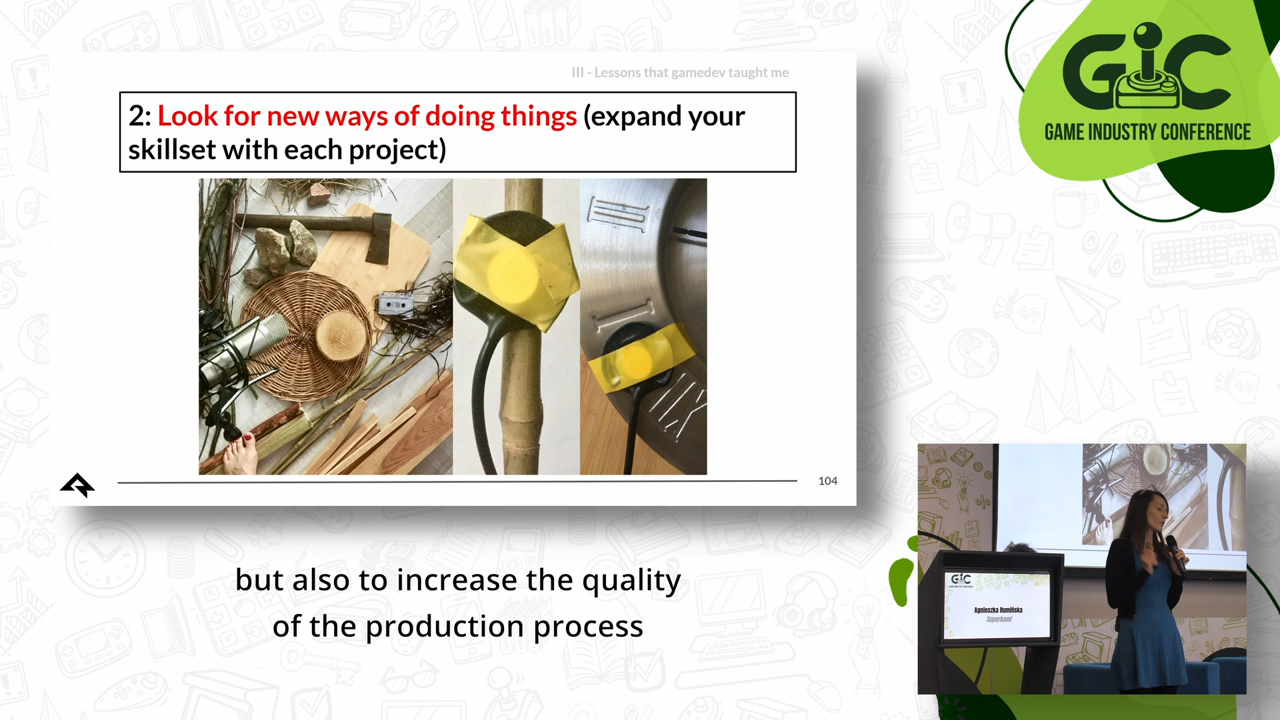 III - Lessons that gamedev taught me
2: Look for new ways of doing things (expand your
skillset with each project)
104
but also to increase the quality
of the production process
GIC
GAME INDUSTRY CONFERENCE
GIC
Agnieszka Rumińska